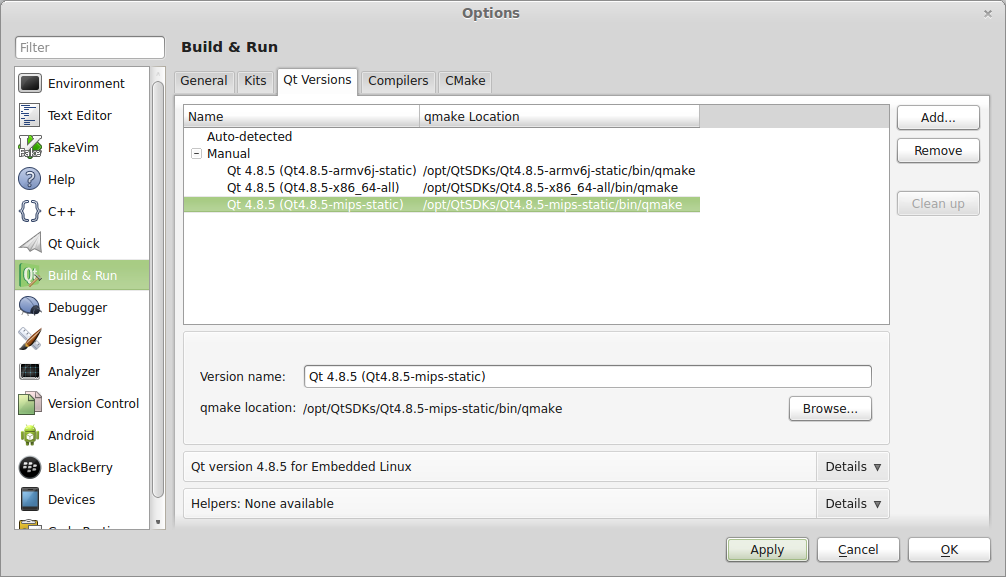 Options
Filter
Build & Run
Environment
Text Editor
FakeVim
Help
C++
Qt Quick
Build & Run
Debugger
Designer
Analyzer
Version Control
Android
BlackBerry
Devices
General Kits Qt Versions Compilers CMake
Name qmake Location
Auto-detected
Manual
Qt 4.8.5 (Qt4.8.5-armv6j-static) /opt/QtSDKs/Qt4.8.5-armv6j-static/bin/qmake
Qt 4.8.5 (Qt4.8.5-x86_64-all) /opt/QtSDKs/Qt4.8.5-x86_64-all/bin/qmake
Qt 4.8.5 (Qt4.8.5-mips-static) /opt/QtSDKs/Qt4.8.5-mips-static/bin/qmake
Add...
Remove
Clean up
Version name: Qt 4.8.5 (Qt4.8.5-mips-static)
qmake location: /opt/QtSDKs/Qt4.8.5-mips-static/bin/qmake Browse...
Qt version 4.8.5 for Embedded Linux Details
Helpers: None available Details
Apply Cancel OK